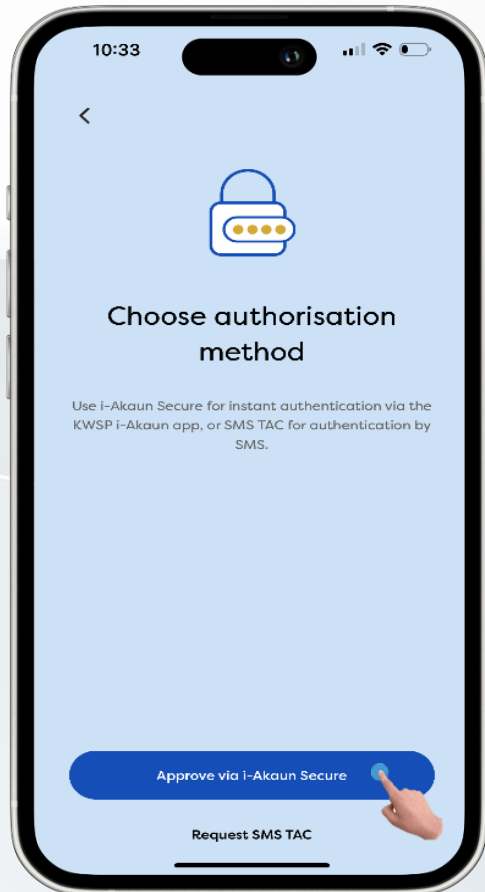 10:33
Choose authorisation
method
Use i-Akaun Secure for instant authentication via the
KWSP i-Akaun app, or SMS TAC for authentication by
SMS.
Approve via i-Akaun Secure
Request SMS TAC